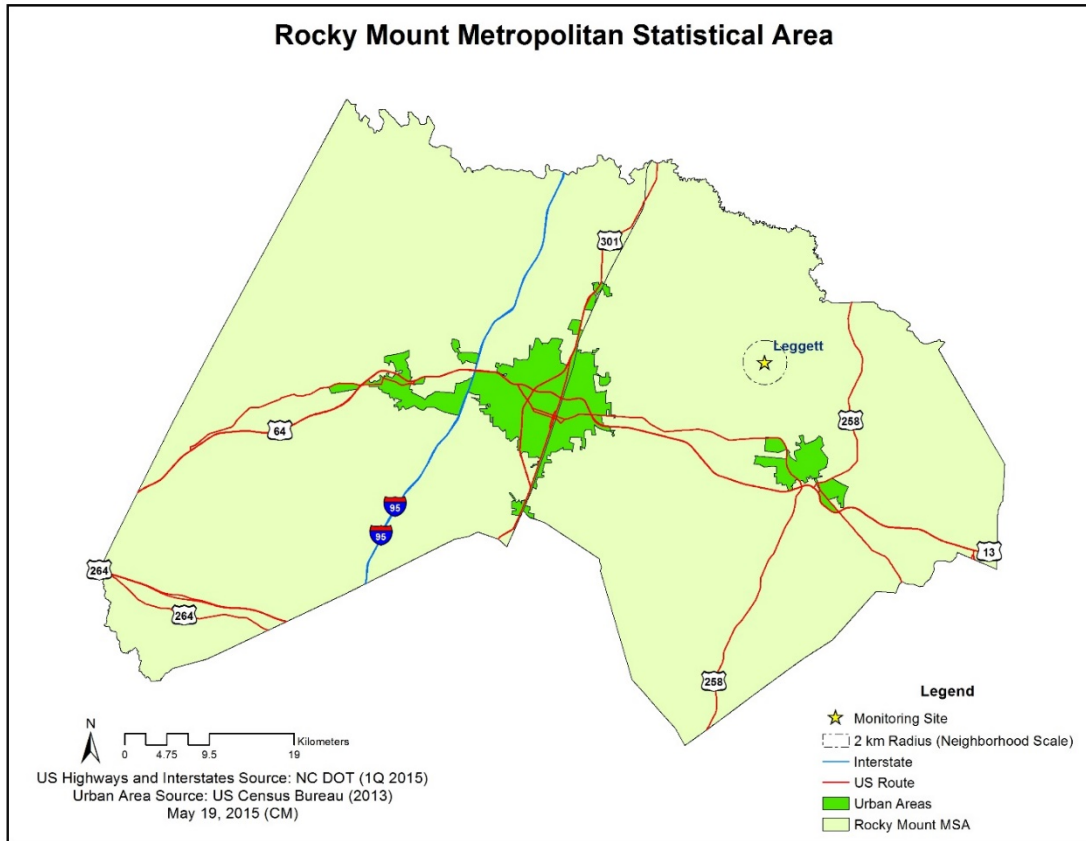 Rocky Mount Metropolitan Statistical Area
301
Leggett
258
64
95
95
264
264
13
258
N
0 4.75 9.5 19
Kilometers
US Highways and Interstates Source: NC DOT (1Q 2015)
Urban Area Source: US Census Bureau (2013)
May 19, 2015 (CM)
Legend
Monitoring Site
2 km Radius (Neighborhood Scale)
Interstate
US Route
Urban Areas
Rocky Mount MSA